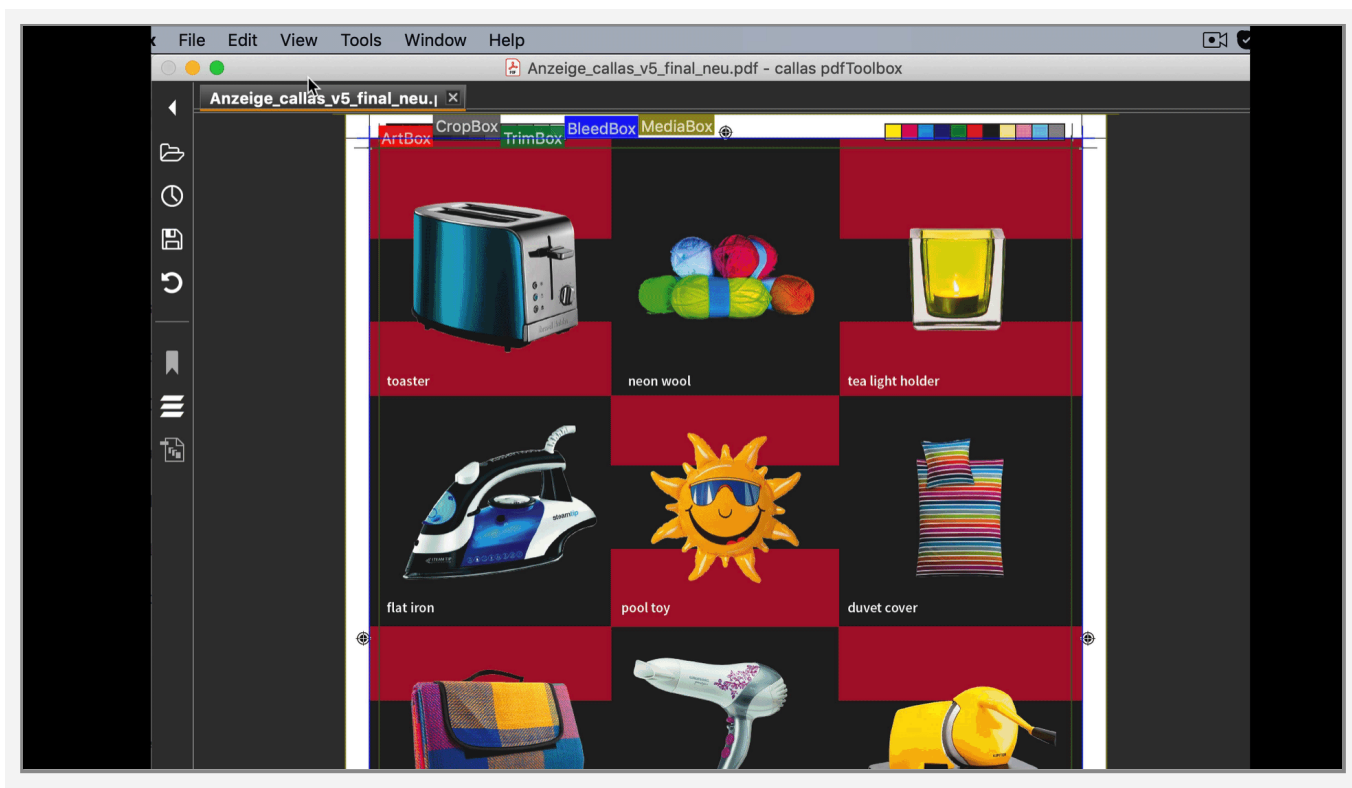 File Edit View Tools Window Help
Anzeige_callas_v5_final_neu.pdf - callas pdfToolbox
Anzeige_callas_v5_final_neu.
ArtBox CropBox TrimBox BleedBox MediaBox
toaster neon wool tea light holder
steamtip
flat iron pool toy duvet cover